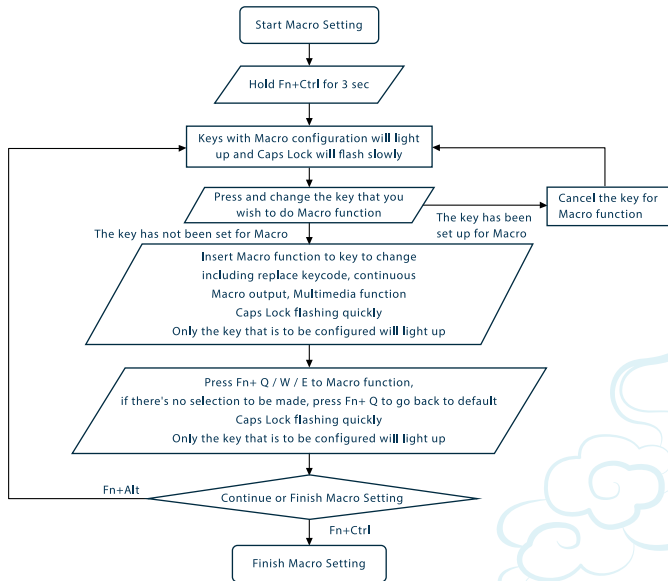 Start Macro Setting
Hold Fn+Ctrl for 3 sec
Keys with Macro configuration will light
up and Caps Lock will flash slowly
Press and change the key that you
wish to do Macro function
Cancel the key for
Macro function
The key has been
set up for Macro
The key has not been set for Macro
Insert Macro function to key to change
including replace keycode, continuous
Macro output, Multimedia function
Caps Lock flashing quickly
Only the key that is to be configured will light up
Press Fn+ Q / W / E to Macro function,
if there's no selection to be made, press Fn+ Q to go back to default
Caps Lock flashing quickly
Only the key that is to be configured will light up
Fn+Alt
Continue or Finish Macro Setting
Fn+Ctrl
Finish Macro Setting